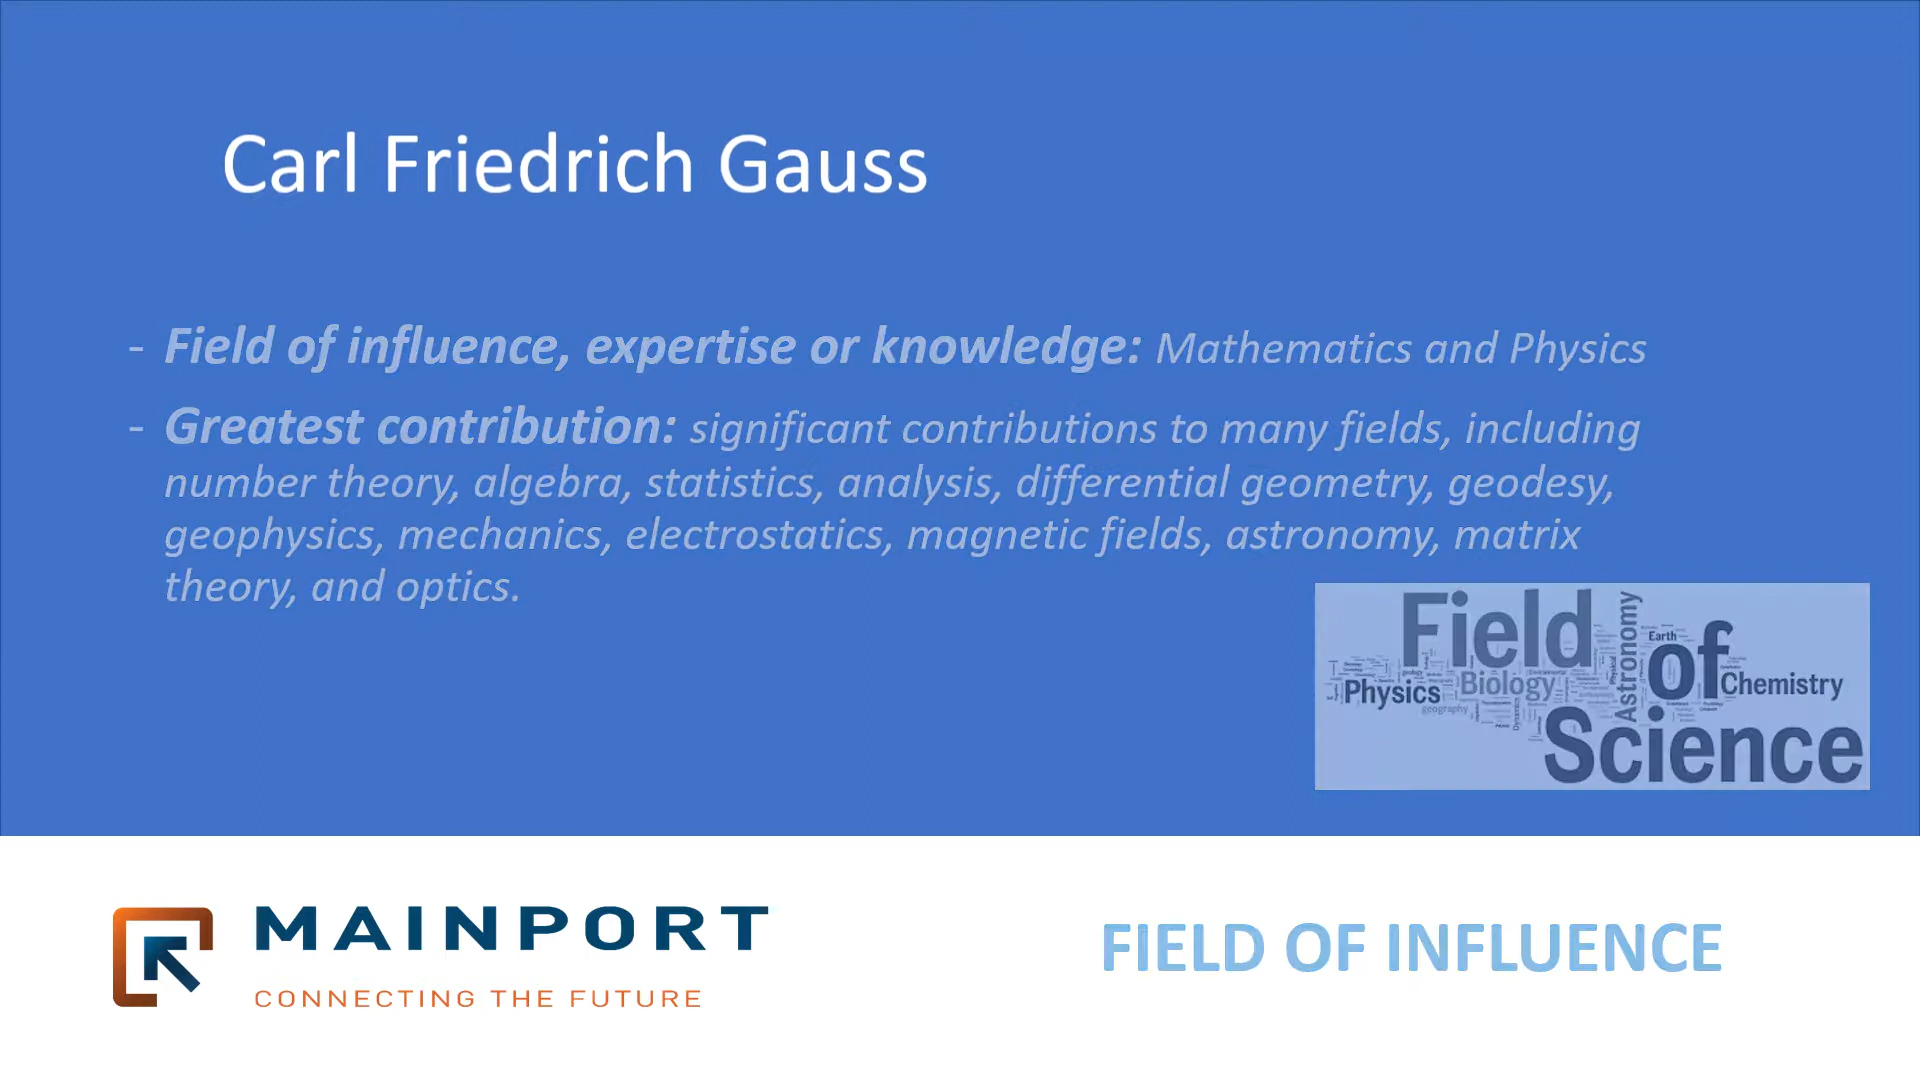 Carl Friedrich Gauss
- Field of influence, expertise or knowledge: Mathematics and Physics
- Greatest contribution: significant contributions to many fields, including
number theory, algebra, statistics, analysis, differential geometry, geodesy,
geophysics, mechanics, electrostatics, magnetic fields, astronomy, matrix
theory, and optics.
Field
of
Science
Astronomy
Earth
Physics
Biology
Chemistry
geography
MAINPORT
CONNECTING THE FUTURE
FIELD OF INFLUENCE